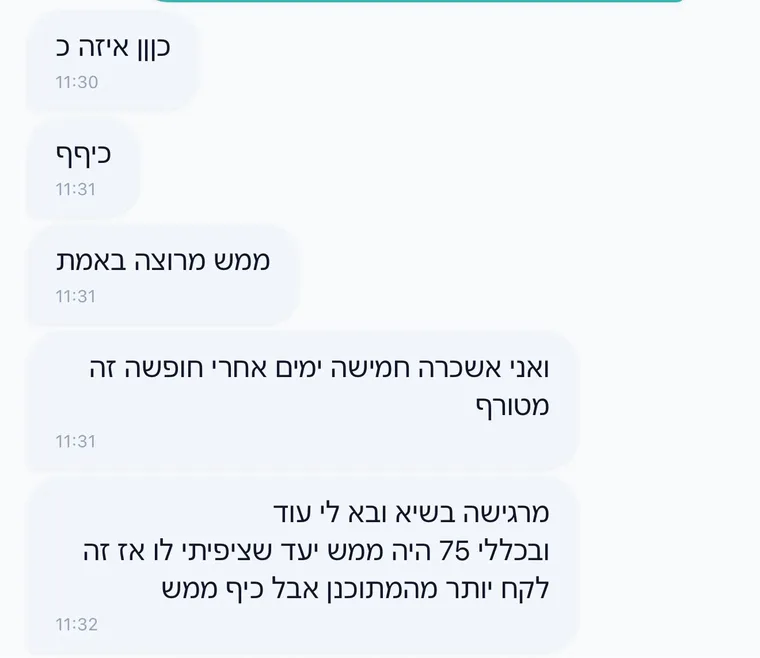 כןןן איזה כ
11:30
כיףף
11:31
ממש מרוצה באמת
11:31
ואני אשכרה חמישה ימים אחרי חופשה זה
מטורף
11:31
מרגישה בשיא ובא לי עוד
ובכללי 75 היה ממש יעד שציפיתי לו אז זה
לקח יותר מהמתוכנן אבל כיף ממש
11:32